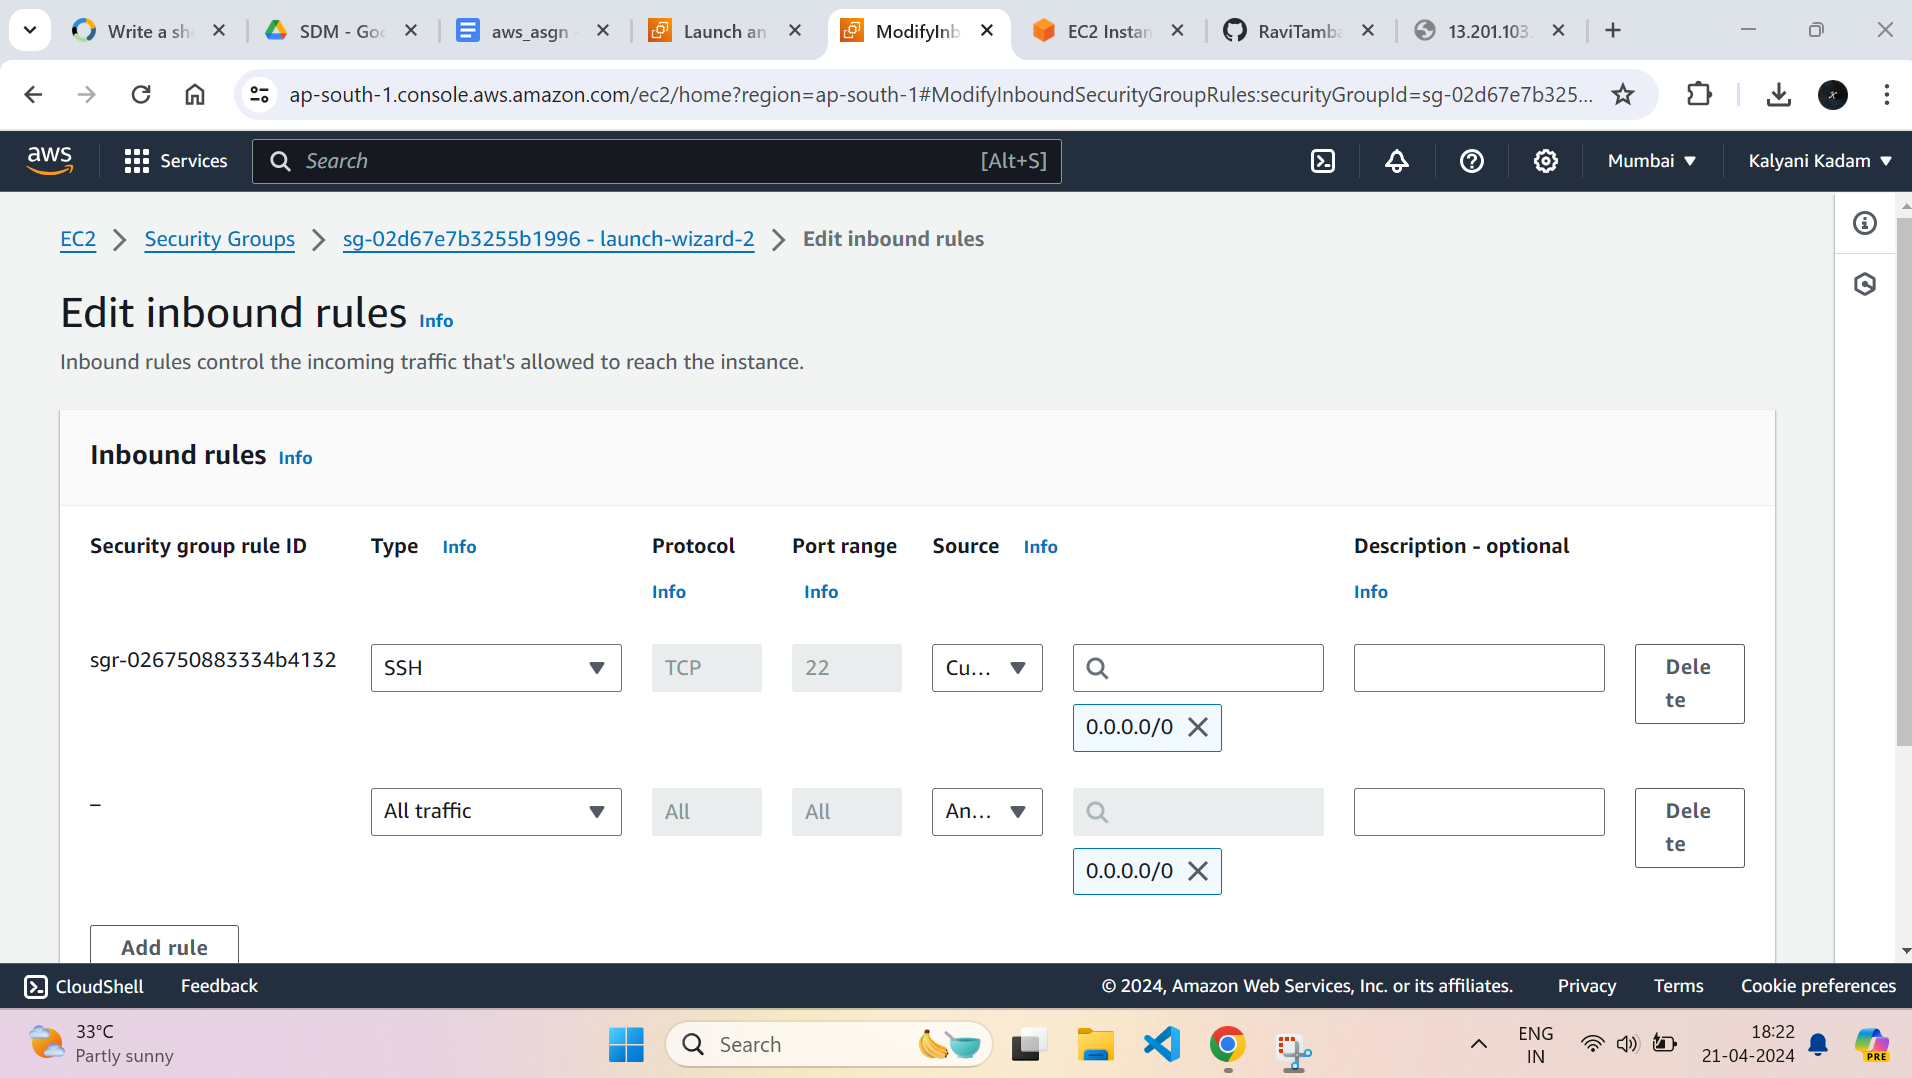 Write a sh
SDM - Goo
aws_asgn
Launch an
ModifyInb
EC2 Instan
RaviTamba
13.201.103.
ap-south-1.console.aws.amazon.com/ec2/home?region=ap-south-1#ModifyInboundSecurityGroupRules:securityGroupId=sg-02d67e7b325...
aws
Services
Search
[Alt+S]
Mumbai
Kalyani Kadam
EC2 > Security Groups > sg-02d67e7b3255b1996 - launch-wizard-2 > Edit inbound rules
Edit inbound rules Info
Inbound rules control the incoming traffic that's allowed to reach the instance.
Inbound rules Info
Security group rule ID
Type Info
Protocol
Info
Port range
Info
Source Info
Description - optional
Info
sgr-026750883334b4132
SSH
TCP
22
Cu...
0.0.0.0/0
Dele
te
–
All traffic
All
All
An...
0.0.0.0/0
Dele
te
Add rule
CloudShell
Feedback
© 2024, Amazon Web Services, Inc. or its affiliates.
Privacy
Terms
Cookie preferences
33°C
Partly sunny
Search
ENG
IN
18:22
21-04-2024
PRE